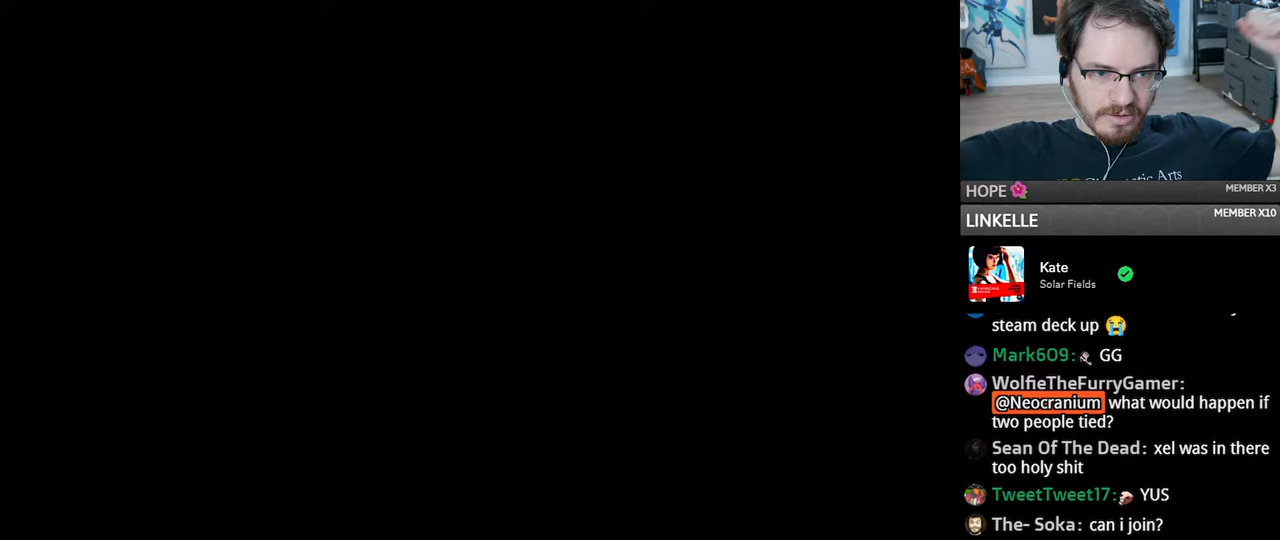 HOPE 🌺 MEMBER X3
LINKELLE MEMBER X10
Kate
Solar Fields
steam deck up 😭
Mark609: GG
WolfieTheFurryGamer:
@Neocranium what would happen if
two people tied?
Sean Of The Dead: xel was in there
too holy shit
TweetTweet17: YUS
The- Soka: can i join?